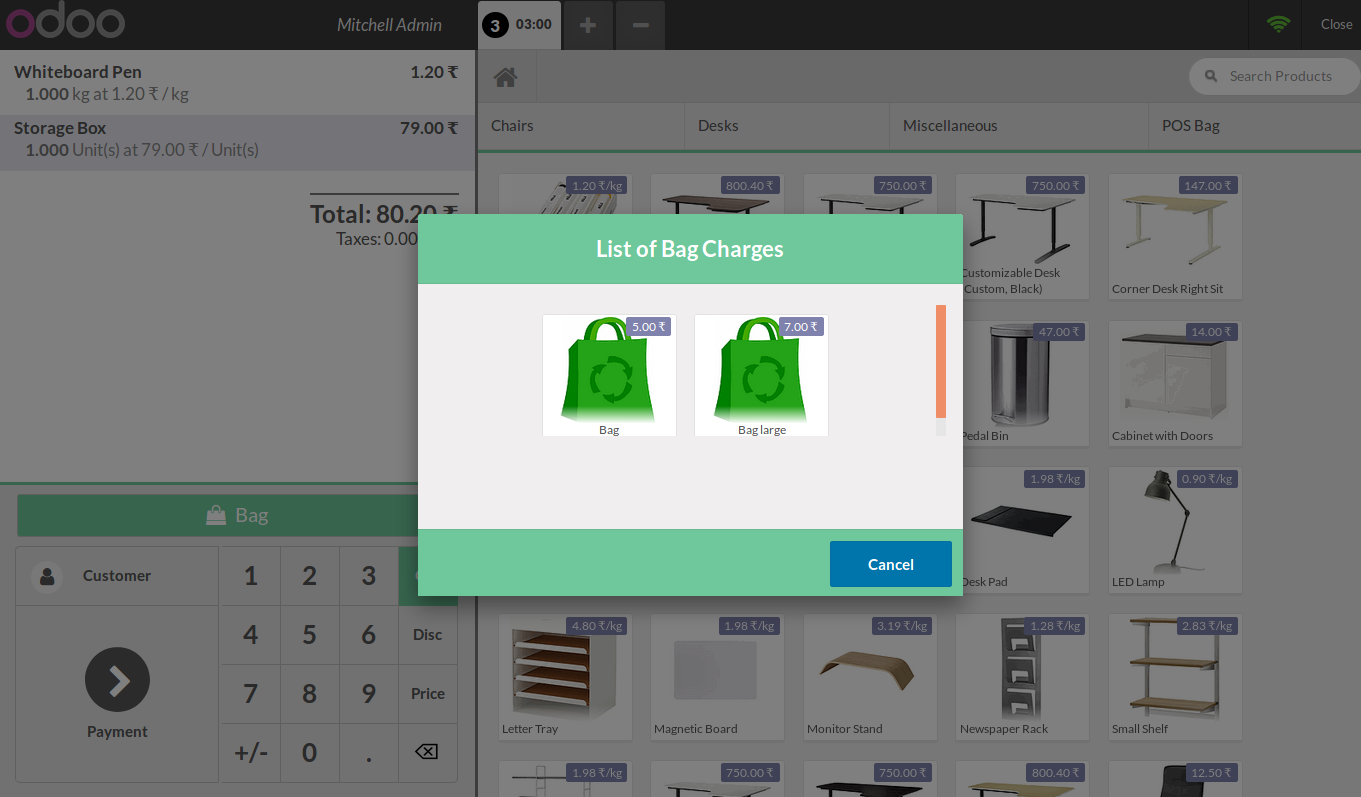 odoo
Mitchell Admin
3 03:00
Close
Whiteboard Pen 1.20 ₹
1.000 kg at 1.20 ₹ / kg
Storage Box 79.00 ₹
1.000 Unit(s) at 79.00 ₹ / Unit(s)
Total: 80.20 ₹
Taxes: 0.00
Search Products
Chairs
Desks
Miscellaneous
POS Bag
1.20 ₹/kg
800.40 ₹
750.00 ₹
750.00 ₹
Customizable Desk
Custom, Black)
147.00 ₹
Corner Desk Right Sit
List of Bag Charges
5.00 ₹
Bag
7.00 ₹
Bag large
Cancel
47.00 ₹
Pedal Bin
14.00 ₹
Cabinet with Doors
1.98 ₹/kg
Desk Pad
0.90 ₹/kg
LED Lamp
4.80 ₹/kg
Letter Tray
1.98 ₹/kg
Magnetic Board
3.19 ₹/kg
Monitor Stand
1.28 ₹/kg
Newspaper Rack
2.83 ₹/kg
Small Shelf
1.98 ₹/kg
750.00 ₹
750.00 ₹
800.40 ₹
12.50 ₹
Bag
Customer
1 2 3
4 5 6 Disc
7 8 9 Price
+/- 0 .
Payment